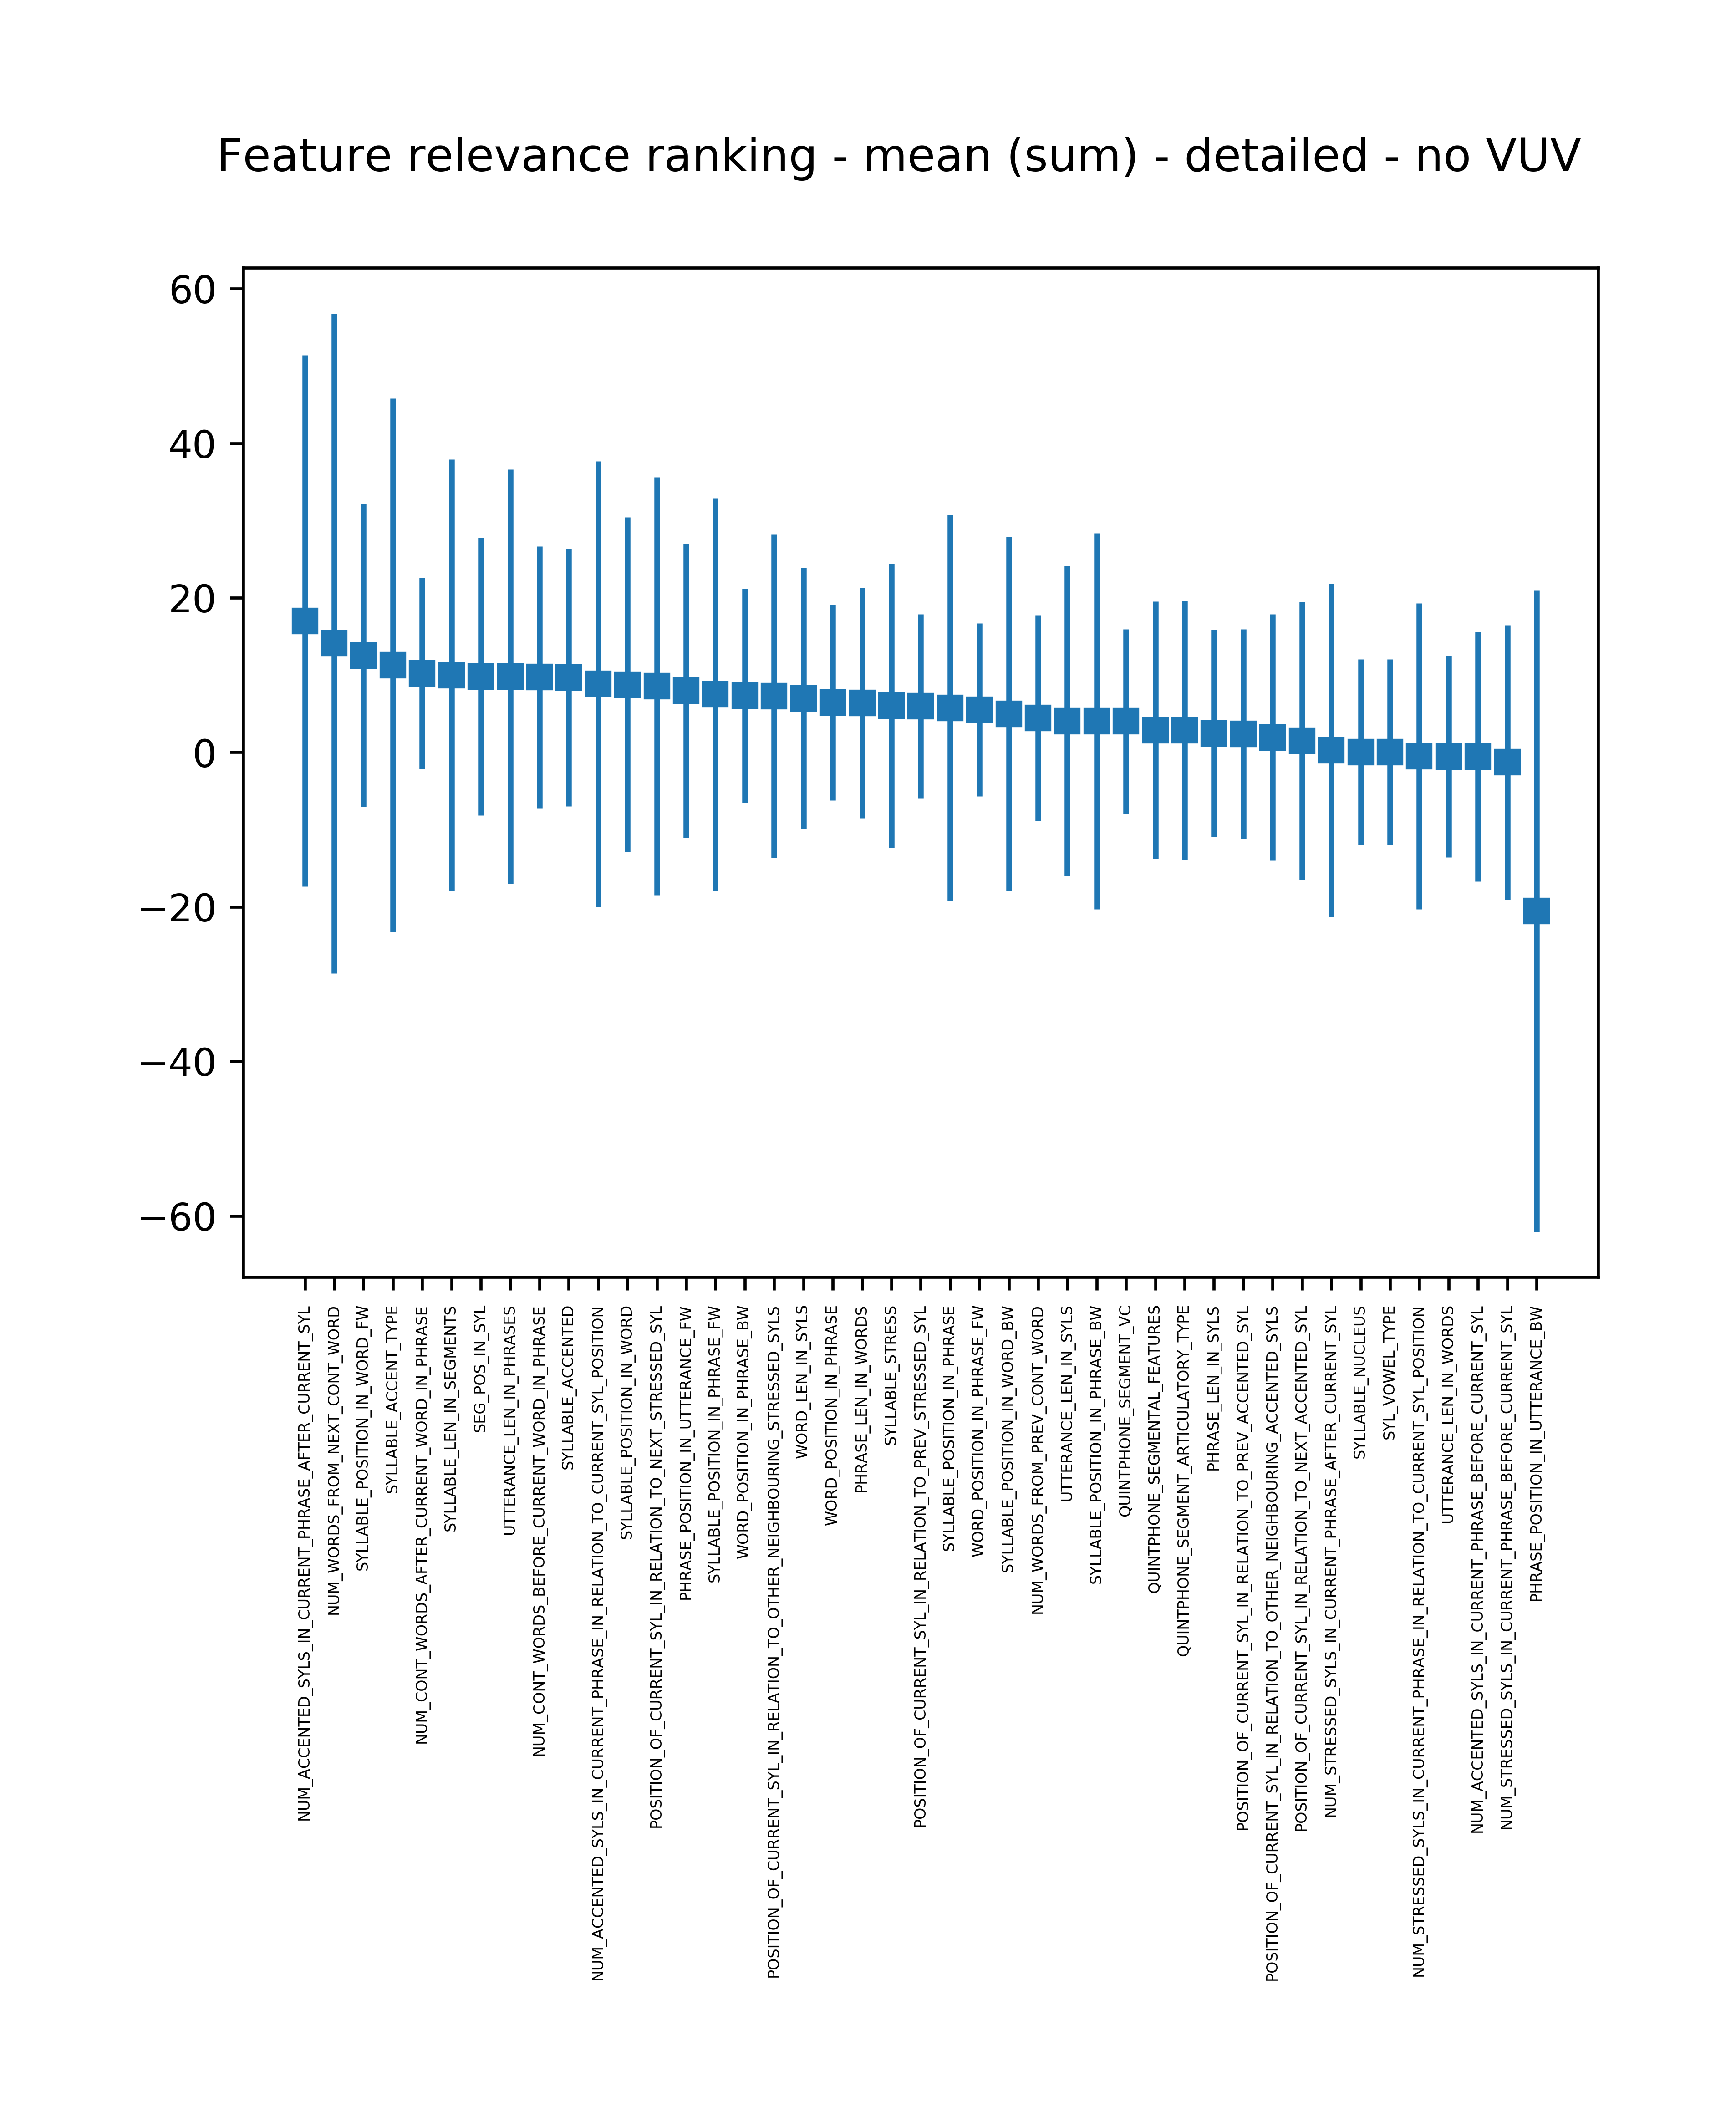 Feature relevance ranking - mean (sum) - detailed - no VUV
60
40
20
0
−20
−40
−60
NUM_ACCENTED_SYLS_IN_CURRENT_PHRASE_AFTER_CURRENT_SYL
NUM_WORDS_FROM_NEXT_CONT_WORD
SYLLABLE_POSITION_IN_WORD_FW
SYLLABLE_ACCENT_TYPE
NUM_CONT_WORDS_AFTER_CURRENT_WORD_IN_PHRASE
SYLLABLE_LEN_IN_SEGMENTS
SEG_POS_IN_SYL
UTTERANCE_LEN_IN_PHRASES
NUM_CONT_WORDS_BEFORE_CURRENT_WORD_IN_PHRASE
SYLLABLE_ACCENTED
NUM_ACCENTED_SYLS_IN_CURRENT_PHRASE_IN_RELATION_TO_CURRENT_SYL_POSITION
SYLLABLE_POSITION_IN_WORD
POSITION_OF_CURRENT_SYL_IN_RELATION_TO_NEXT_STRESSED_SYL
PHRASE_POSITION_IN_UTTERANCE_FW
SYLLABLE_POSITION_IN_PHRASE_FW
WORD_POSITION_IN_PHRASE_BW
POSITION_OF_CURRENT_SYL_IN_RELATION_TO_OTHER_NEIGHBOURING_STRESSED_SYLS
WORD_LEN_IN_SYLS
WORD_POSITION_IN_PHRASE
PHRASE_LEN_IN_WORDS
SYLLABLE_STRESS
POSITION_OF_CURRENT_SYL_IN_RELATION_TO_PREV_STRESSED_SYL
SYLLABLE_POSITION_IN_PHRASE
WORD_POSITION_IN_PHRASE_FW
SYLLABLE_POSITION_IN_WORD_BW
NUM_WORDS_FROM_PREV_CONT_WORD
UTTERANCE_LEN_IN_SYLS
SYLLABLE_POSITION_IN_PHRASE_BW
QUINTPHONE_SEGMENT_VC
QUINTPHONE_SEGMENTAL_FEATURES
QUINTPHONE_SEGMENT_ARTICULATORY_TYPE
PHRASE_LEN_IN_SYLS
POSITION_OF_CURRENT_SYL_IN_RELATION_TO_PREV_ACCENTED_SYL
POSITION_OF_CURRENT_SYL_IN_RELATION_TO_OTHER_NEIGHBOURING_ACCENTED_SYLS
POSITION_OF_CURRENT_SYL_IN_RELATION_TO_NEXT_ACCENTED_SYL
NUM_STRESSED_SYLS_IN_CURRENT_PHRASE_AFTER_CURRENT_SYL
SYLLABLE_NUCLEUS
SYL_VOWEL_TYPE
NUM_STRESSED_SYLS_IN_CURRENT_PHRASE_IN_RELATION_TO_CURRENT_SYL_POSITION
UTTERANCE_LEN_IN_WORDS
NUM_ACCENTED_SYLS_IN_CURRENT_PHRASE_BEFORE_CURRENT_SYL
NUM_STRESSED_SYLS_IN_CURRENT_PHRASE_BEFORE_CURRENT_SYL
PHRASE_POSITION_IN_UTTERANCE_BW